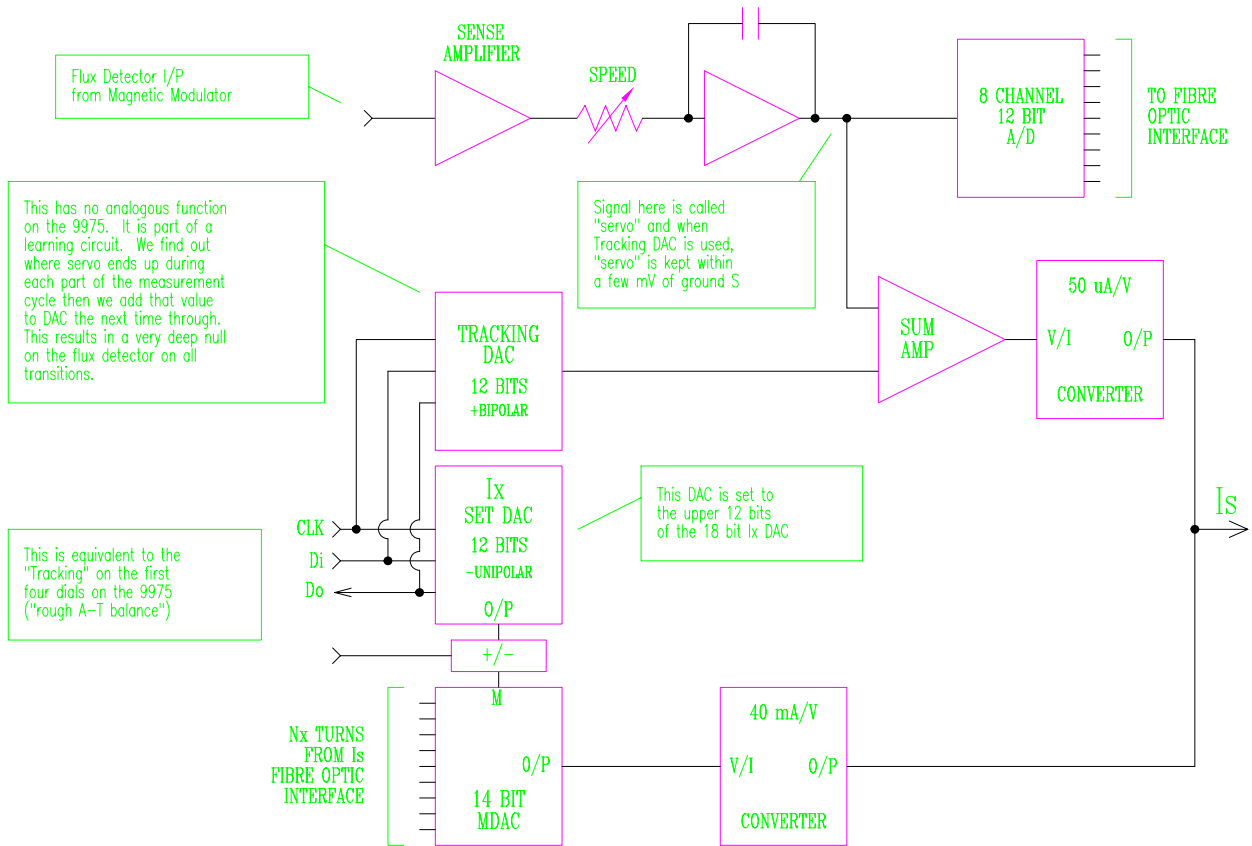 SENSE
AMPLIFIER
Flux Detector I/P
from Magnetic Modulator
SPEED
8 CHANNEL
12 BIT
A/D
TO FIBRE
OPTIC
INTERFACE
This has no analogous function
on the 9975.  It is part of a
learning circuit.  We find out
where servo ends up during
each part of the measurement
cycle then we add that value
to DAC the next time through.
This results in a very deep null
on the flux detector on all
transitions.
Signal here is called
"servo" and when
Tracking DAC is used,
"servo" is kept within
a few mV of ground S
TRACKING
DAC
12 BITS
+BIPOLAR
SUM
AMP
50 uA/V
V/I O/P
CONVERTER
Ix
SET DAC
12 BITS
-UNIPOLAR
O/P
This DAC is set to
the upper 12 bits
of the 18 bit Ix DAC
CLK
Di
Do
Is
This is equivalent to the
"Tracking" on the first
four dials on the 9975
("rough A-T balance")
+/-
M
O/P
14 BIT
MDAC
Nx TURNS
FROM Is
FIBRE OPTIC
INTERFACE
40 mA/V
V/I O/P
CONVERTER